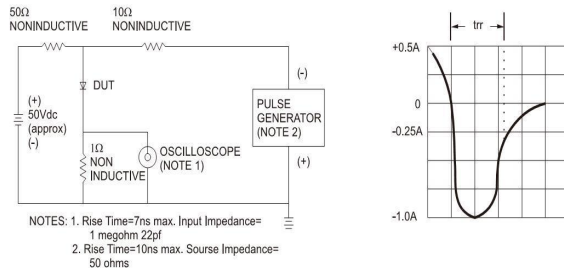 50Ω
NONINDUCTIVE
10Ω
NONINDUCTIVE
DUT
(+)
50Vdc
(approx)
(-)
1Ω
NON
INDUCTIVE
OSCILLOSCOPE
(NOTE 1)
(-)
PULSE
GENERATOR
(NOTE 2)
(+)
NOTES: 1. Rise Time=7ns max. Input Impedance=
1 megohm 22pf
2. Rise Time=10ns max. Sourse Impedance=
50 ohms
trr
+0.5A
0
-0.25A
-1.0A